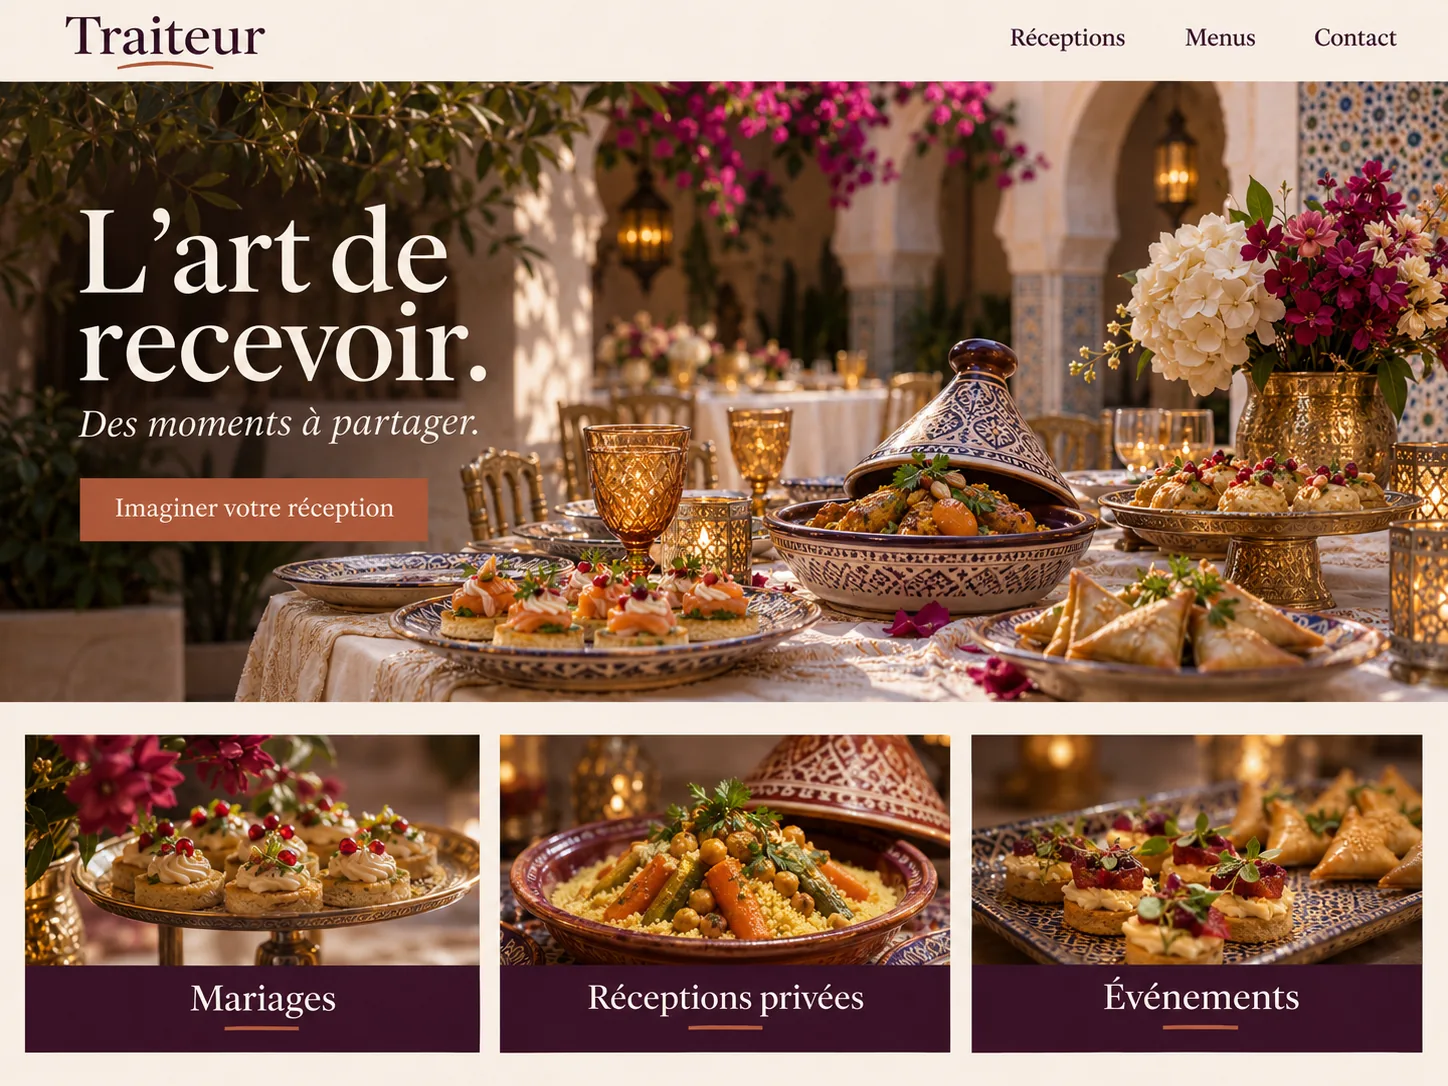 Traiteur
Réceptions
Menus
Contact
L’art de
recevoir.
Des moments à partager.
Imaginer votre réception
Mariages
Réceptions privées
Événements